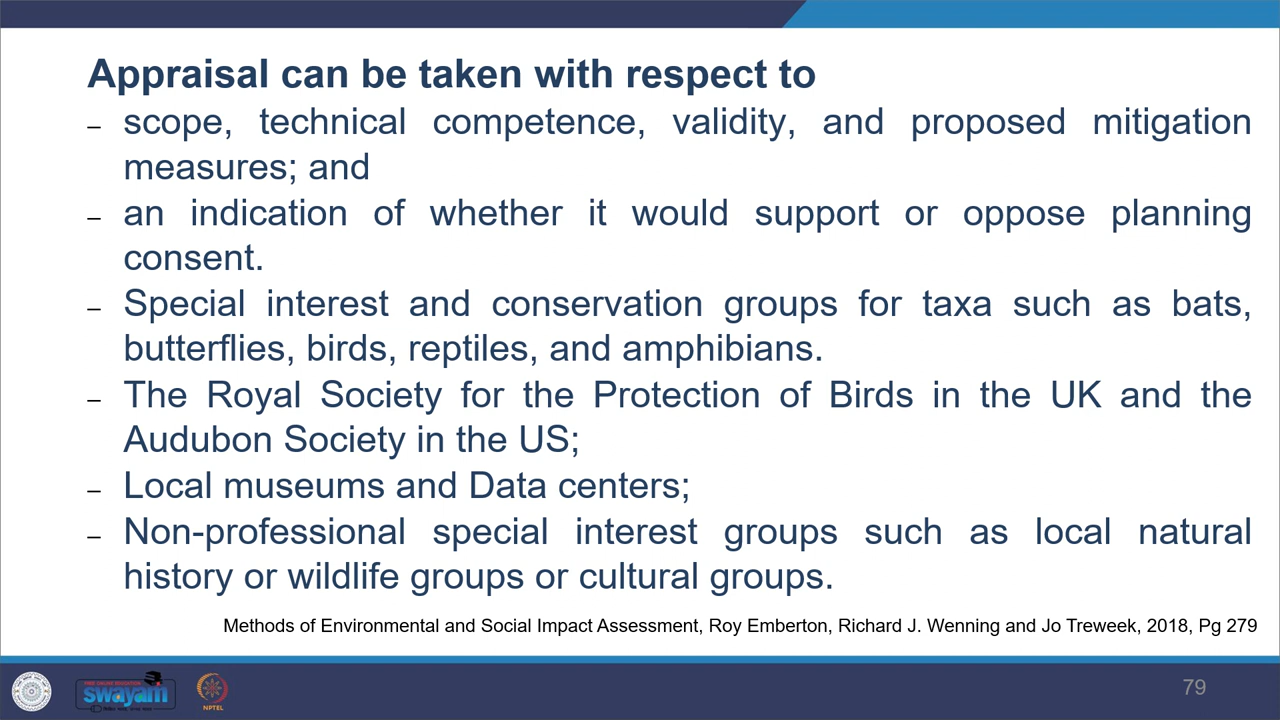 Appraisal can be taken with respect to
– scope, technical competence, validity, and proposed mitigation
measures; and
– an indication of whether it would support or oppose planning
consent.
– Special interest and conservation groups for taxa such as bats,
butterflies, birds, reptiles, and amphibians.
– The Royal Society for the Protection of Birds in the UK and the
Audubon Society in the US;
– Local museums and Data centers;
– Non-professional special interest groups such as local natural
history or wildlife groups or cultural groups.
Methods of Environmental and Social Impact Assessment, Roy Emberton, Richard J. Wenning and Jo Treweek, 2018, Pg 279
swayam
NPTEL
79